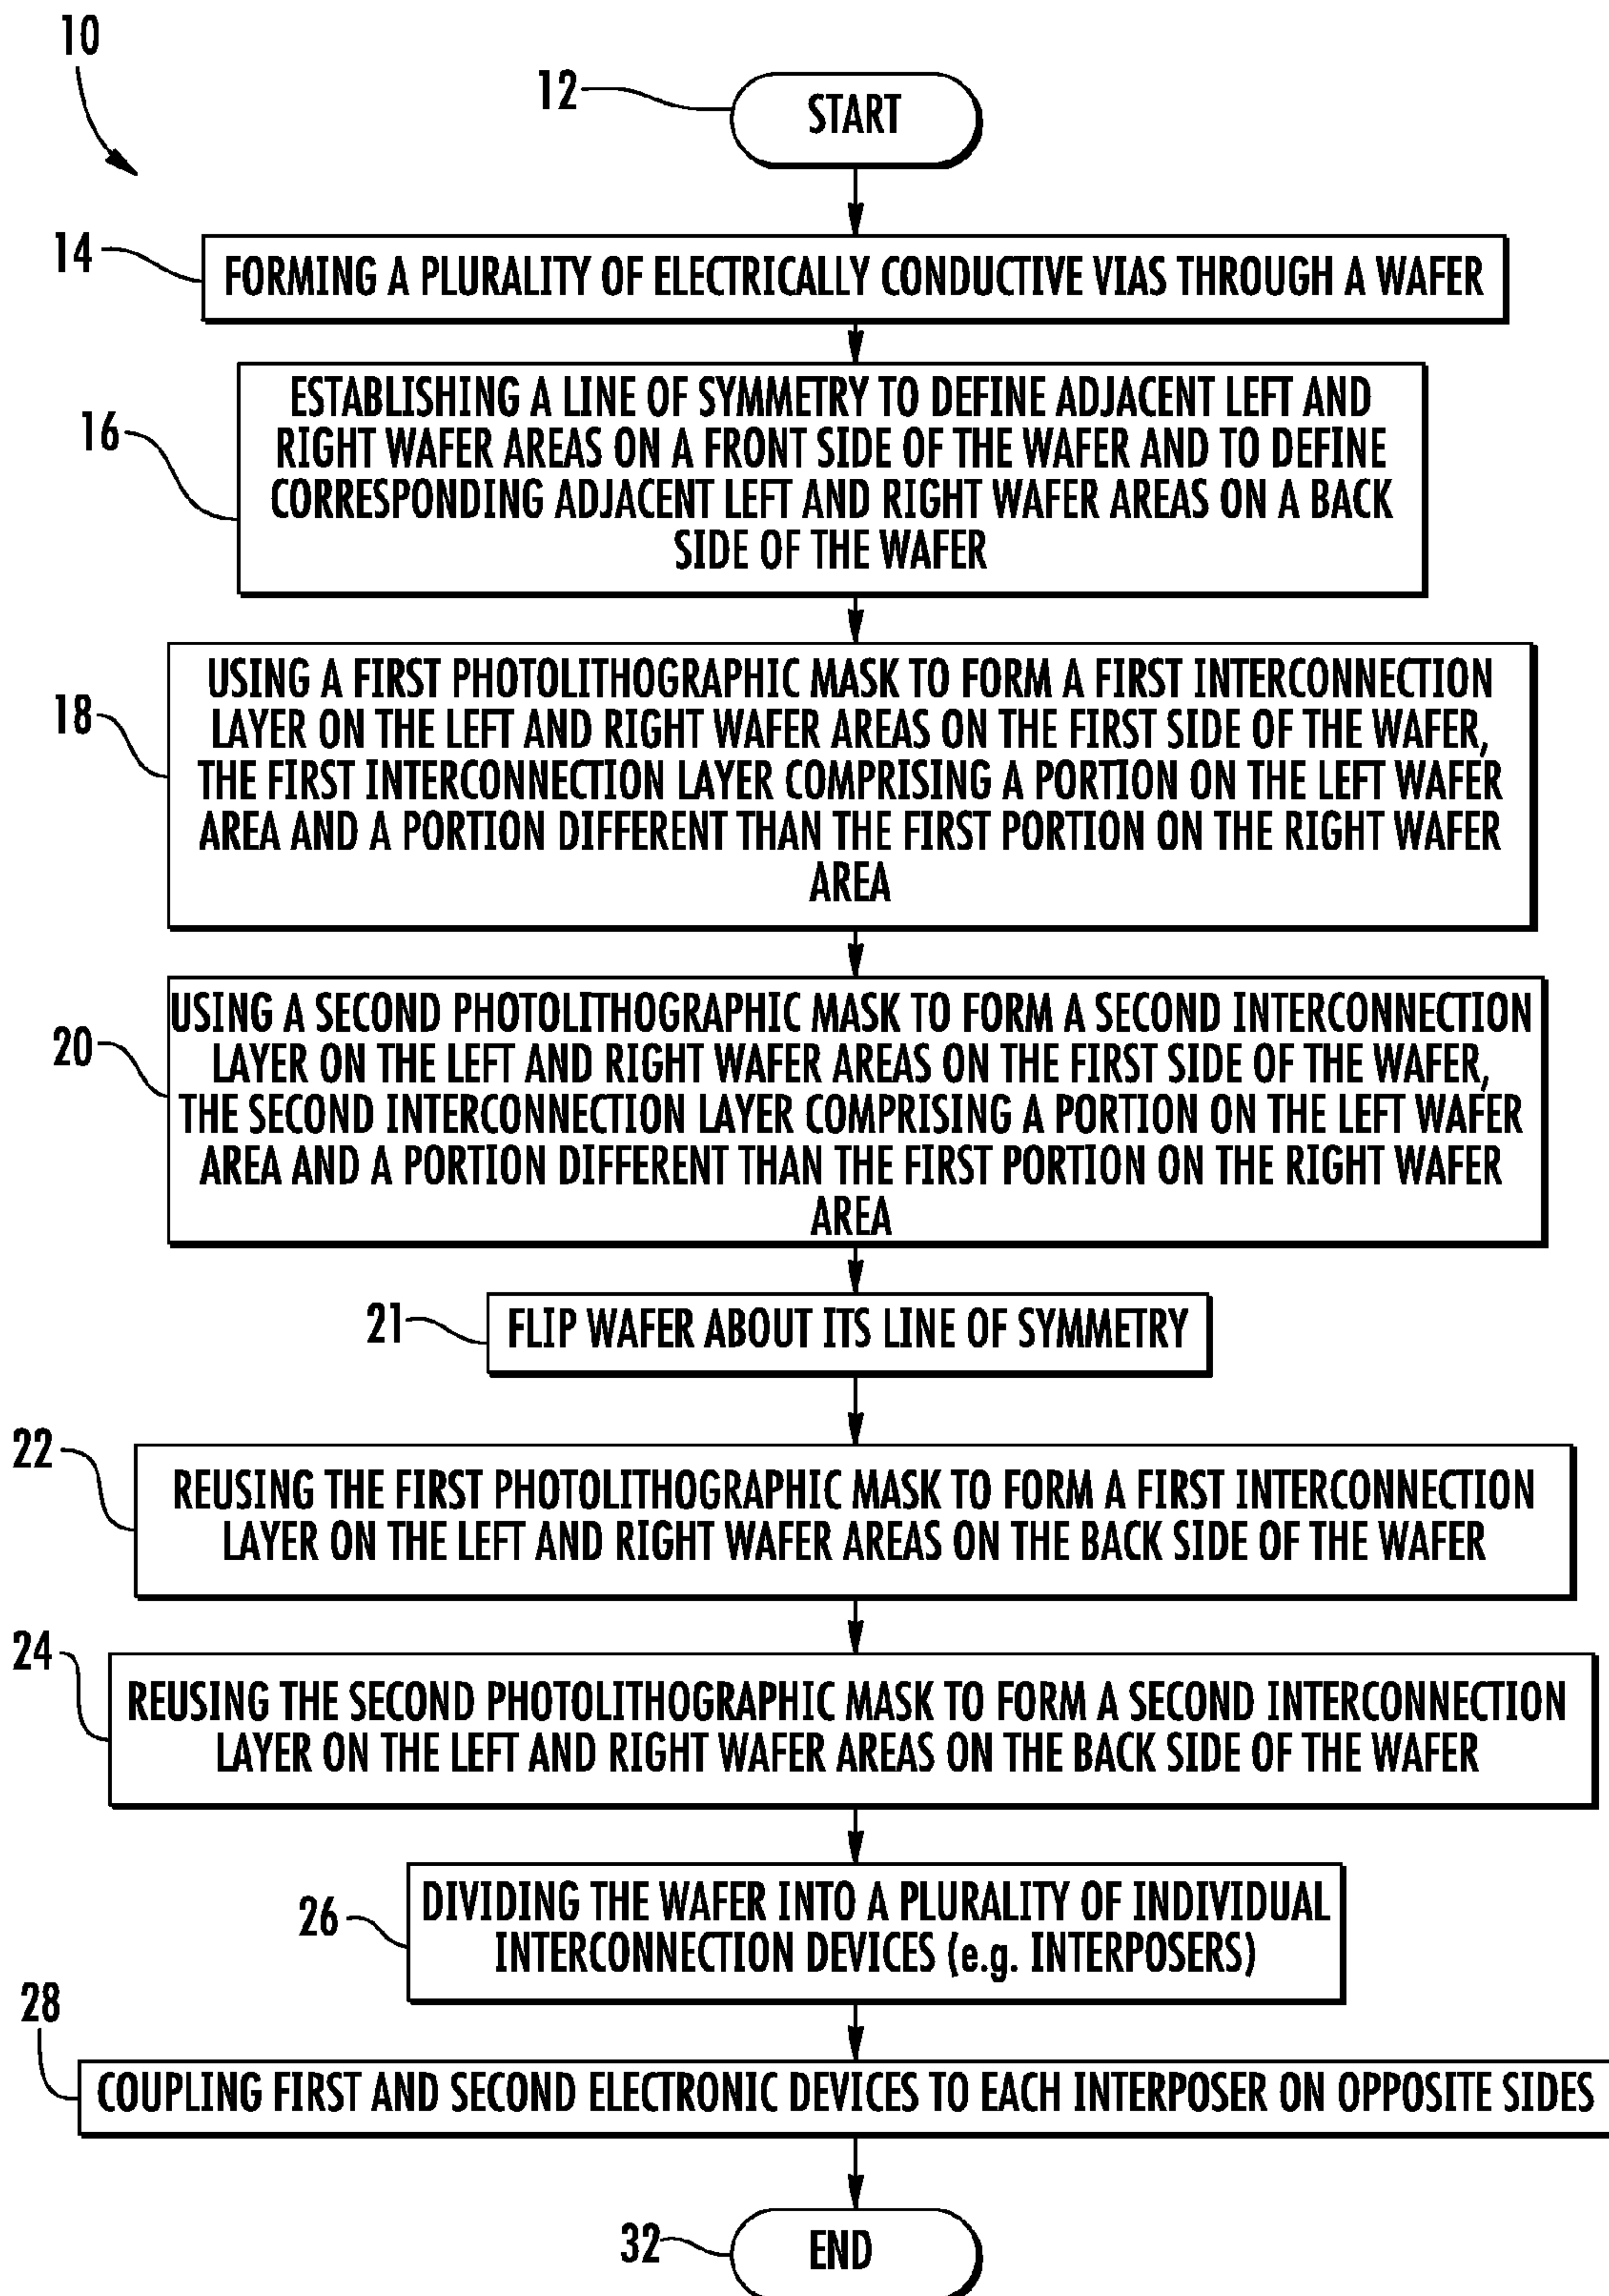 10
12
START
14
FORMING A PLURALITY OF ELECTRICALLY CONDUCTIVE VIAS THROUGH A WAFER
16
ESTABLISHING A LINE OF SYMMETRY TO DEFINE ADJACENT LEFT AND
RIGHT WAFER AREAS ON A FRONT SIDE OF THE WAFER AND TO DEFINE
CORRESPONDING ADJACENT LEFT AND RIGHT WAFER AREAS ON A BACK
SIDE OF THE WAFER
18
USING A FIRST PHOTOLITHOGRAPHIC MASK TO FORM A FIRST INTERCONNECTION
LAYER ON THE LEFT AND RIGHT WAFER AREAS ON THE FIRST SIDE OF THE WAFER,
THE FIRST INTERCONNECTION LAYER COMPRISING A PORTION ON THE LEFT WAFER
AREA AND A PORTION DIFFERENT THAN THE FIRST PORTION ON THE RIGHT WAFER
AREA
20
USING A SECOND PHOTOLITHOGRAPHIC MASK TO FORM A SECOND INTERCONNECTION
LAYER ON THE LEFT AND RIGHT WAFER AREAS ON THE FIRST SIDE OF THE WAFER,
THE SECOND INTERCONNECTION LAYER COMPRISING A PORTION ON THE LEFT WAFER
AREA AND A PORTION DIFFERENT THAN THE FIRST PORTION ON THE RIGHT WAFER
AREA
21
FLIP WAFER ABOUT ITS LINE OF SYMMETRY
22
REUSING THE FIRST PHOTOLITHOGRAPHIC MASK TO FORM A FIRST INTERCONNECTION
LAYER ON THE LEFT AND RIGHT WAFER AREAS ON THE BACK SIDE OF THE WAFER
24
REUSING THE SECOND PHOTOLITHOGRAPHIC MASK TO FORM A SECOND INTERCONNECTION
LAYER ON THE LEFT AND RIGHT WAFER AREAS ON THE BACK SIDE OF THE WAFER
26
DIVIDING THE WAFER INTO A PLURALITY OF INDIVIDUAL
INTERCONNECTION DEVICES (e.g. INTERPOSERS)
28
COUPLING FIRST AND SECOND ELECTRONIC DEVICES TO EACH INTERPOSER ON OPPOSITE SIDES
32
END